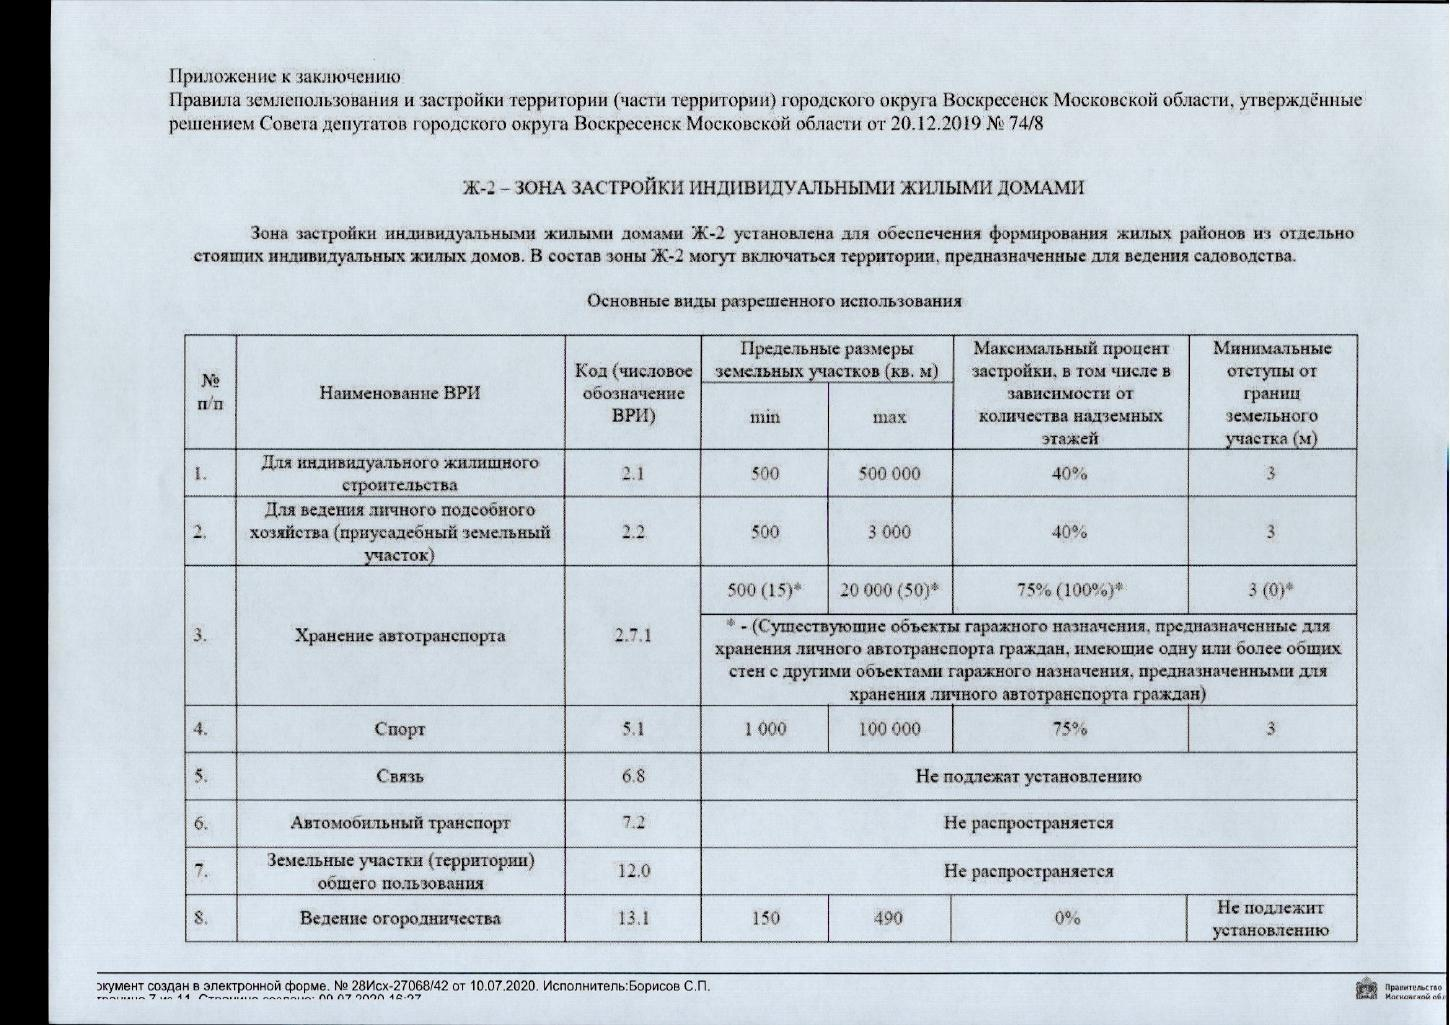 Приложение к заключению
Правила землепользования и застройки территории (части территории) городского округа Воскресенск Московской области, утверждённые
решением Совета депутатов городского округа Воскресенск Московской области от 20.12.2019 № 74/8
Ж-2 – ЗОНА ЗАСТРОЙКИ ИНДИВИДУАЛЬНЫМИ ЖИЛЫМИ ДОМАМИ
Зона застройки индивидуальными жилыми домами Ж-2 установлена для обеспечения формирования жилых районов из отдельно
стоящих индивидуальных жилых домов. В состав зоны Ж-2 могут включаться территории, предназначенные для ведения садоводства.
Основные виды разрешенного использования
№
п/п
Наименование ВРИ
Код (числовое
обозначение
ВРИ)
Предельные размеры
земельных участков (кв. м)
min
max
Максимальный процент
застройки, в том числе в
зависимости от
количества надземных
этажей
Минимальные
отступы от
границ
земельного
участка (м)
1.
Для индивидуального жилищного
строительства
2.1
500
500 000
40%
3
2.
Для ведения личного подсобного
хозяйства (приусадебный земельный
участок)
2.2
500
3 000
40%
3
3.
Хранение автотранспорта
2.7.1
500 (15)*
20 000 (50)*
75% (100%)*
3 (0)*
* - (Существующие объекты гаражного назначения, предназначенные для
хранения личного автотранспорта граждан, имеющие одну или более общих
стен с другими объектами гаражного назначения, предназначенными для
хранения личного автотранспорта граждан)
4.
Спорт
5.1
1 000
100 000
75%
3
5.
Связь
6.8
Не подлежат установлению
6.
Автомобильный транспорт
7.2
Не распространяется
7.
Земельные участки (территории)
общего пользования
12.0
Не распространяется
8.
Ведение огородничества
13.1
150
490
0%
Не подлежит
установлению
окумент создан в электронной форме. № 28Исх-27068/42 от 10.07.2020. Исполнитель:Борисов С.П.
Правительство
Московской